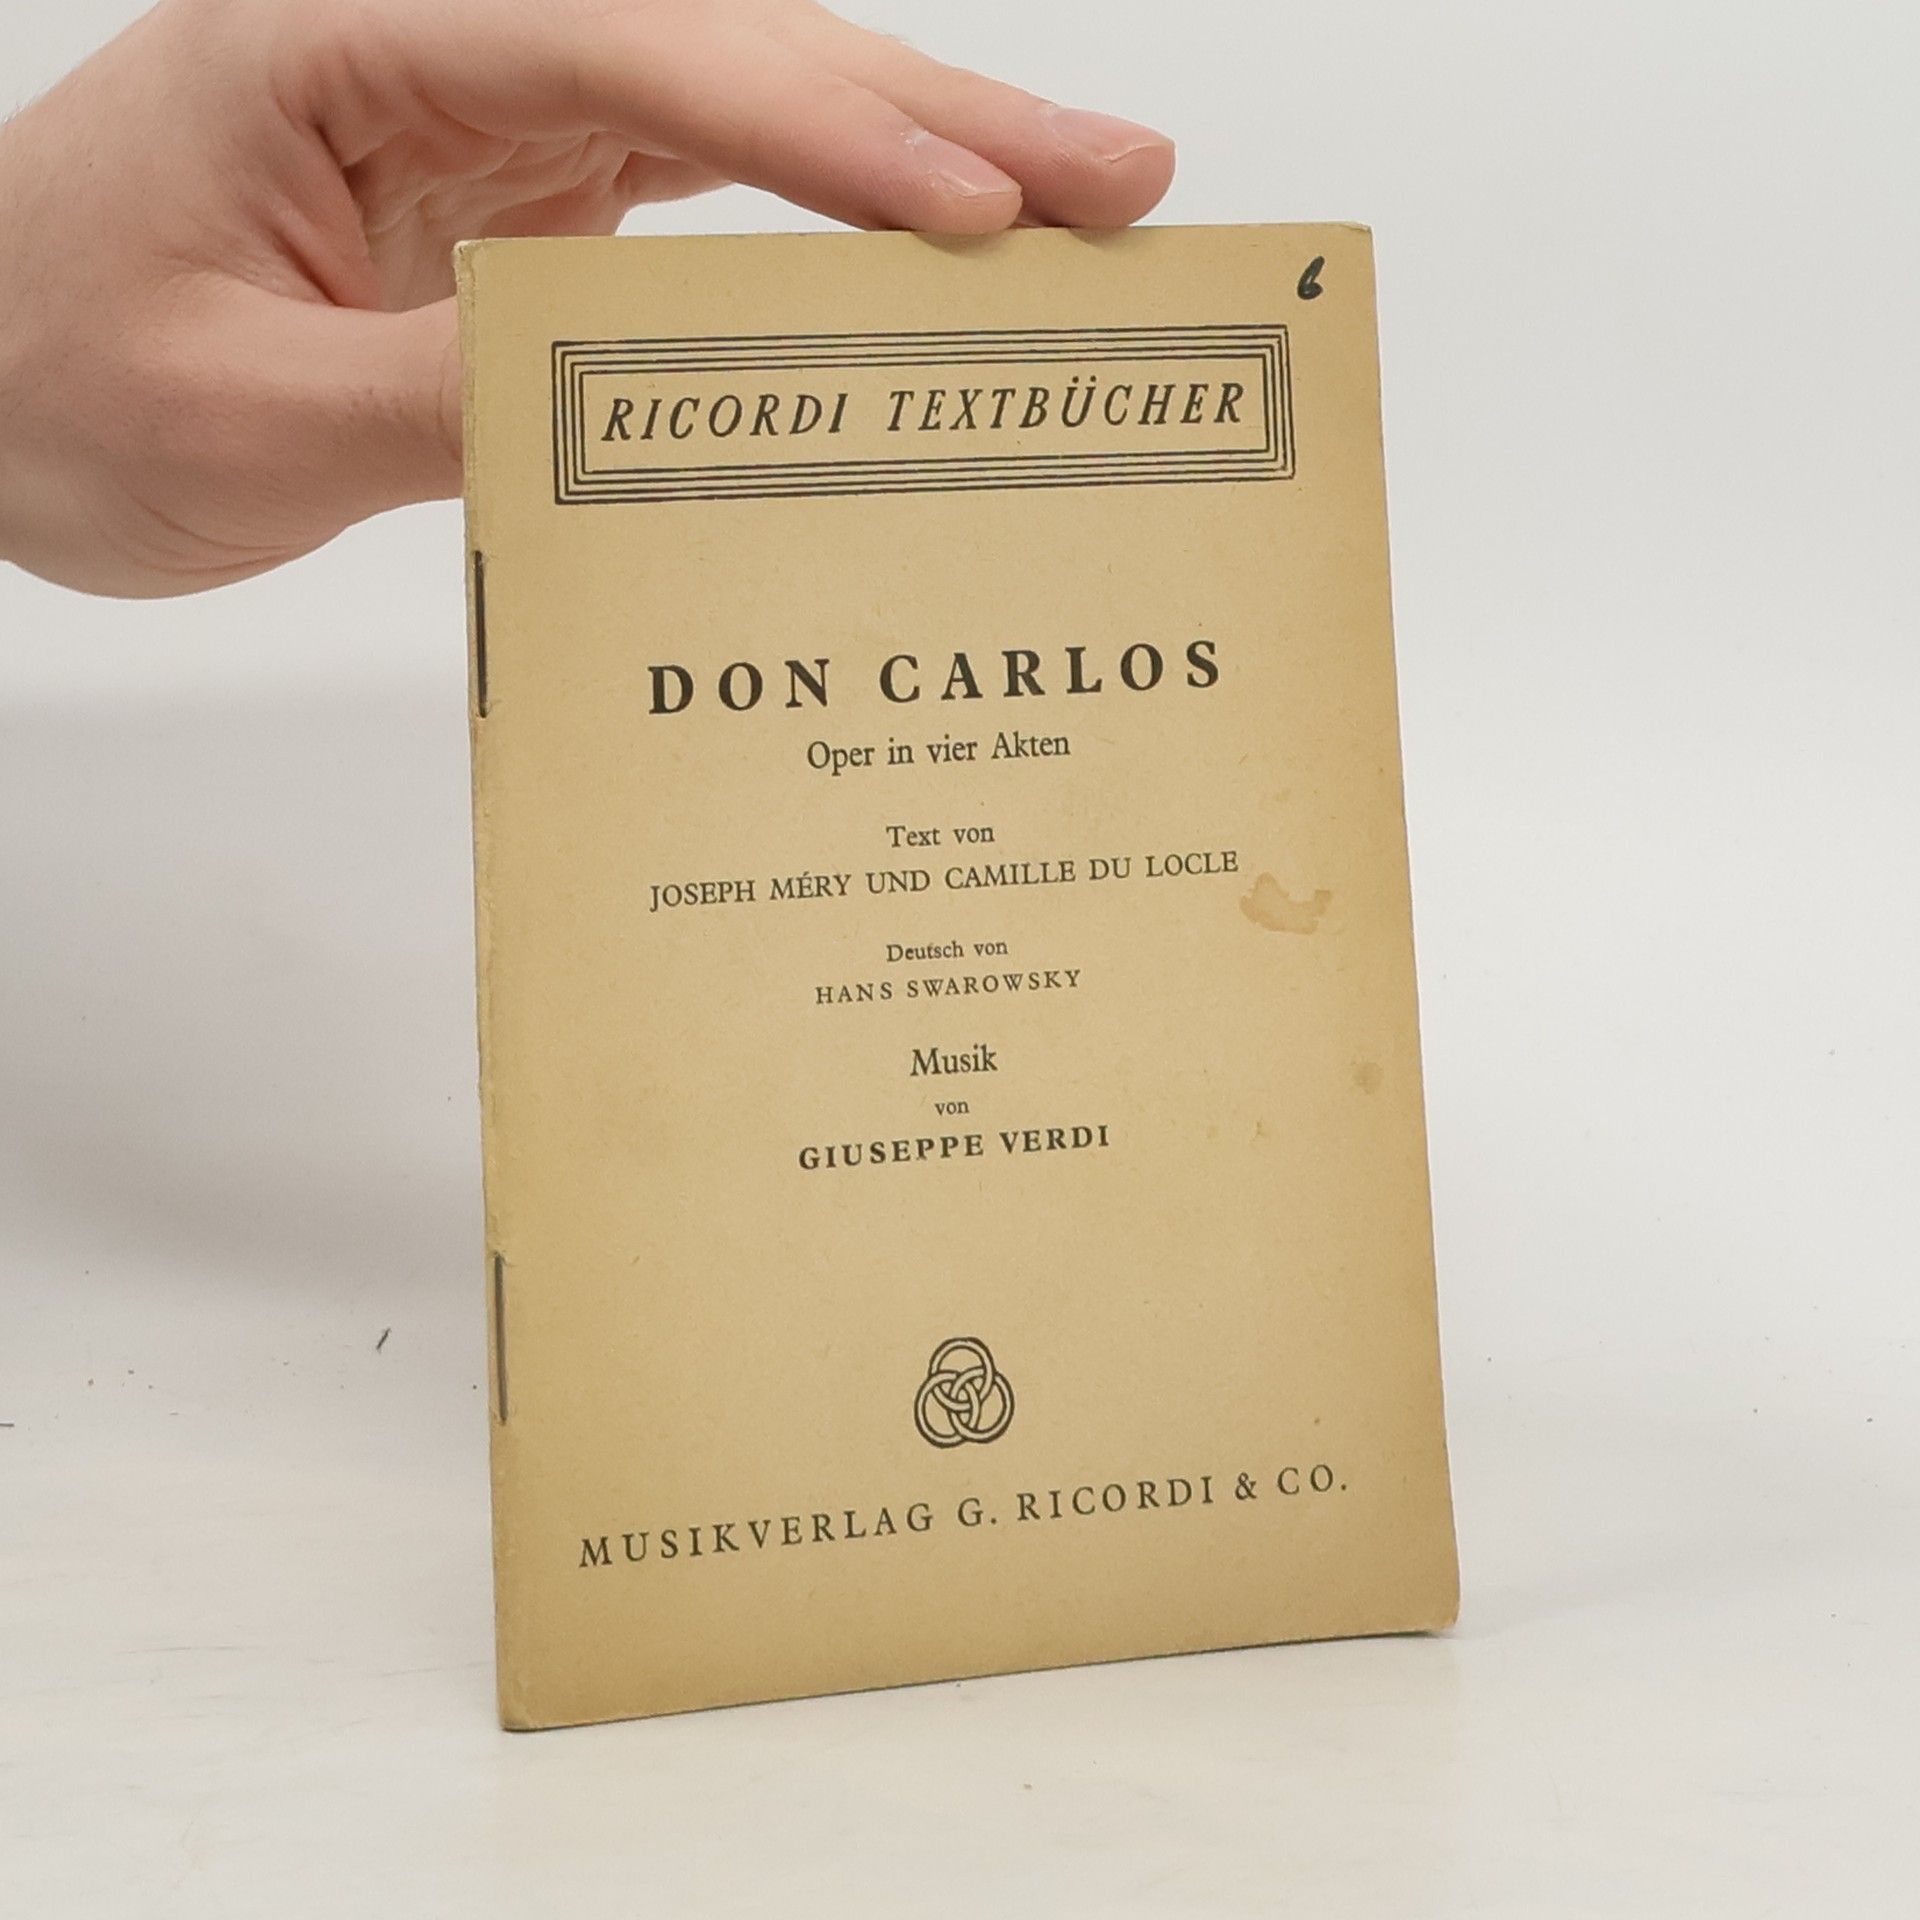 6
RICORDI TEXTBÜCHER
DON CARLOS
Oper in vier Akten
Text von
JOSEPH MÉRY UND CAMILLE DU LOCLE
Deutsch von
HANS SWAROWSKY
Musik
von
GIUSEPPE VERDI
MUSIKVERLAG G. RICORDI & CO.